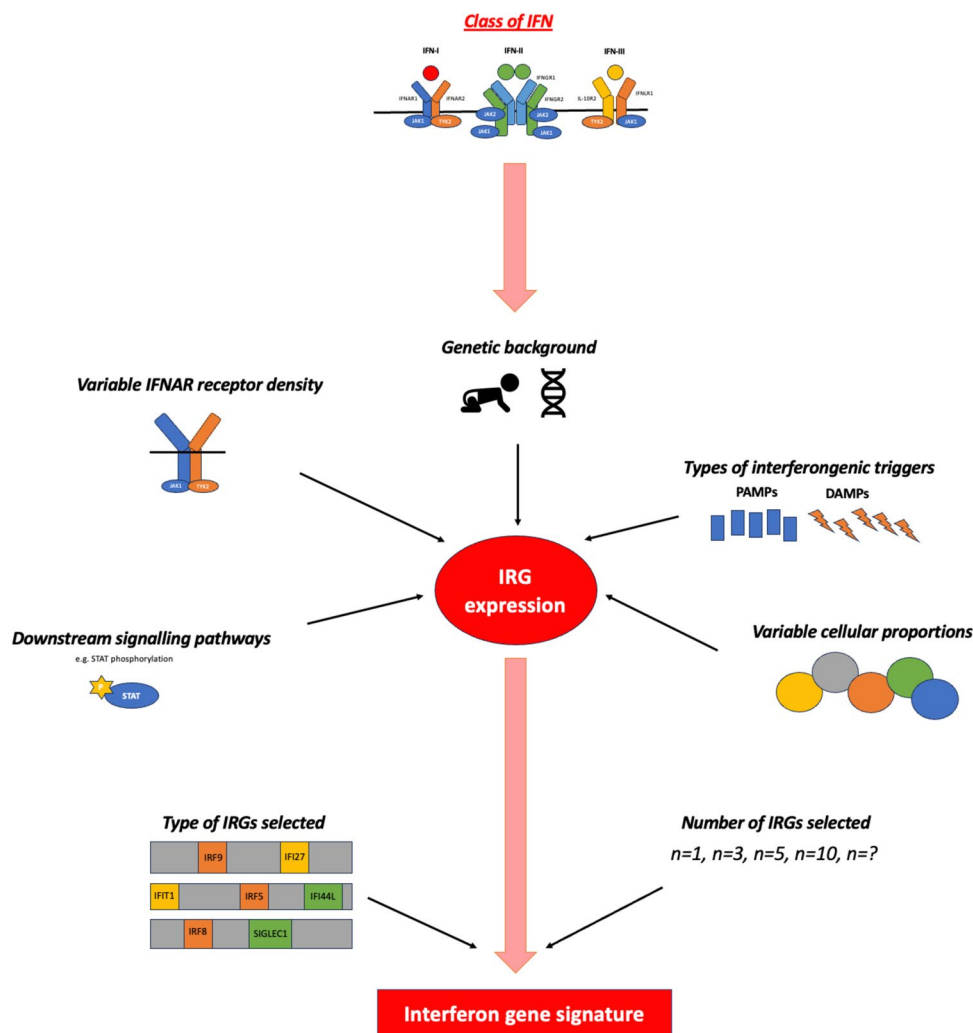 Class of IFN
IFN-I
IFN-II
IFN-III
IFNGR1
IFNAR1
IFNAR2
IFNGR2
IL-10R2
IFNLR1
JAK2
JAK2
JAK1
TYK2
TYK2
JAK1
JAK1
JAK1
Genetic background
Variable IFNAR receptor density
JAK1
TYK2
Types of interferongenic triggers
PAMPs
DAMPs
IRG
expression
Downstream signalling pathways
e.g. STAT phosphorylation
P
STAT
Variable cellular proportions
Type of IRGs selected
IRF9
IFI27
IFIT1
IRF5
IFI44L
IRF8
SIGLEC1
Number of IRGs selected
n=1, n=3, n=5, n=10, n=?
Interferon gene signature